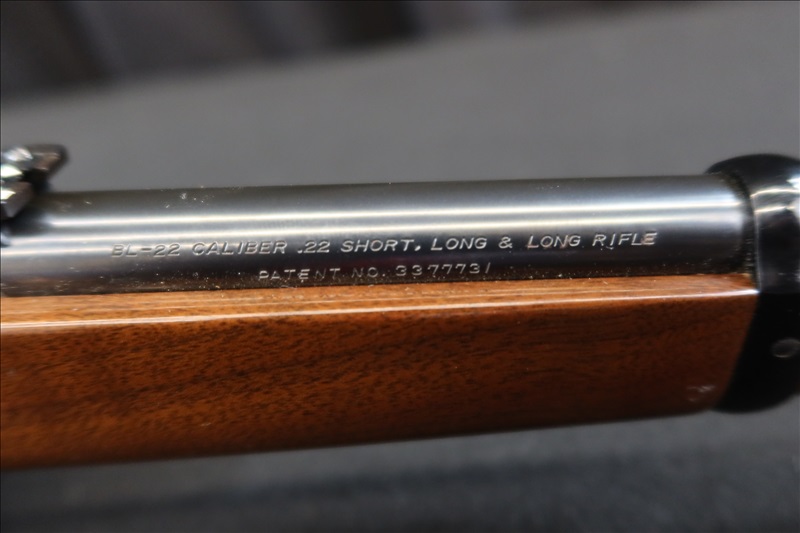 BL-22 CALIBER .22 SHORT, LONG & LONG RIFLE
PATENT NO. 3377731